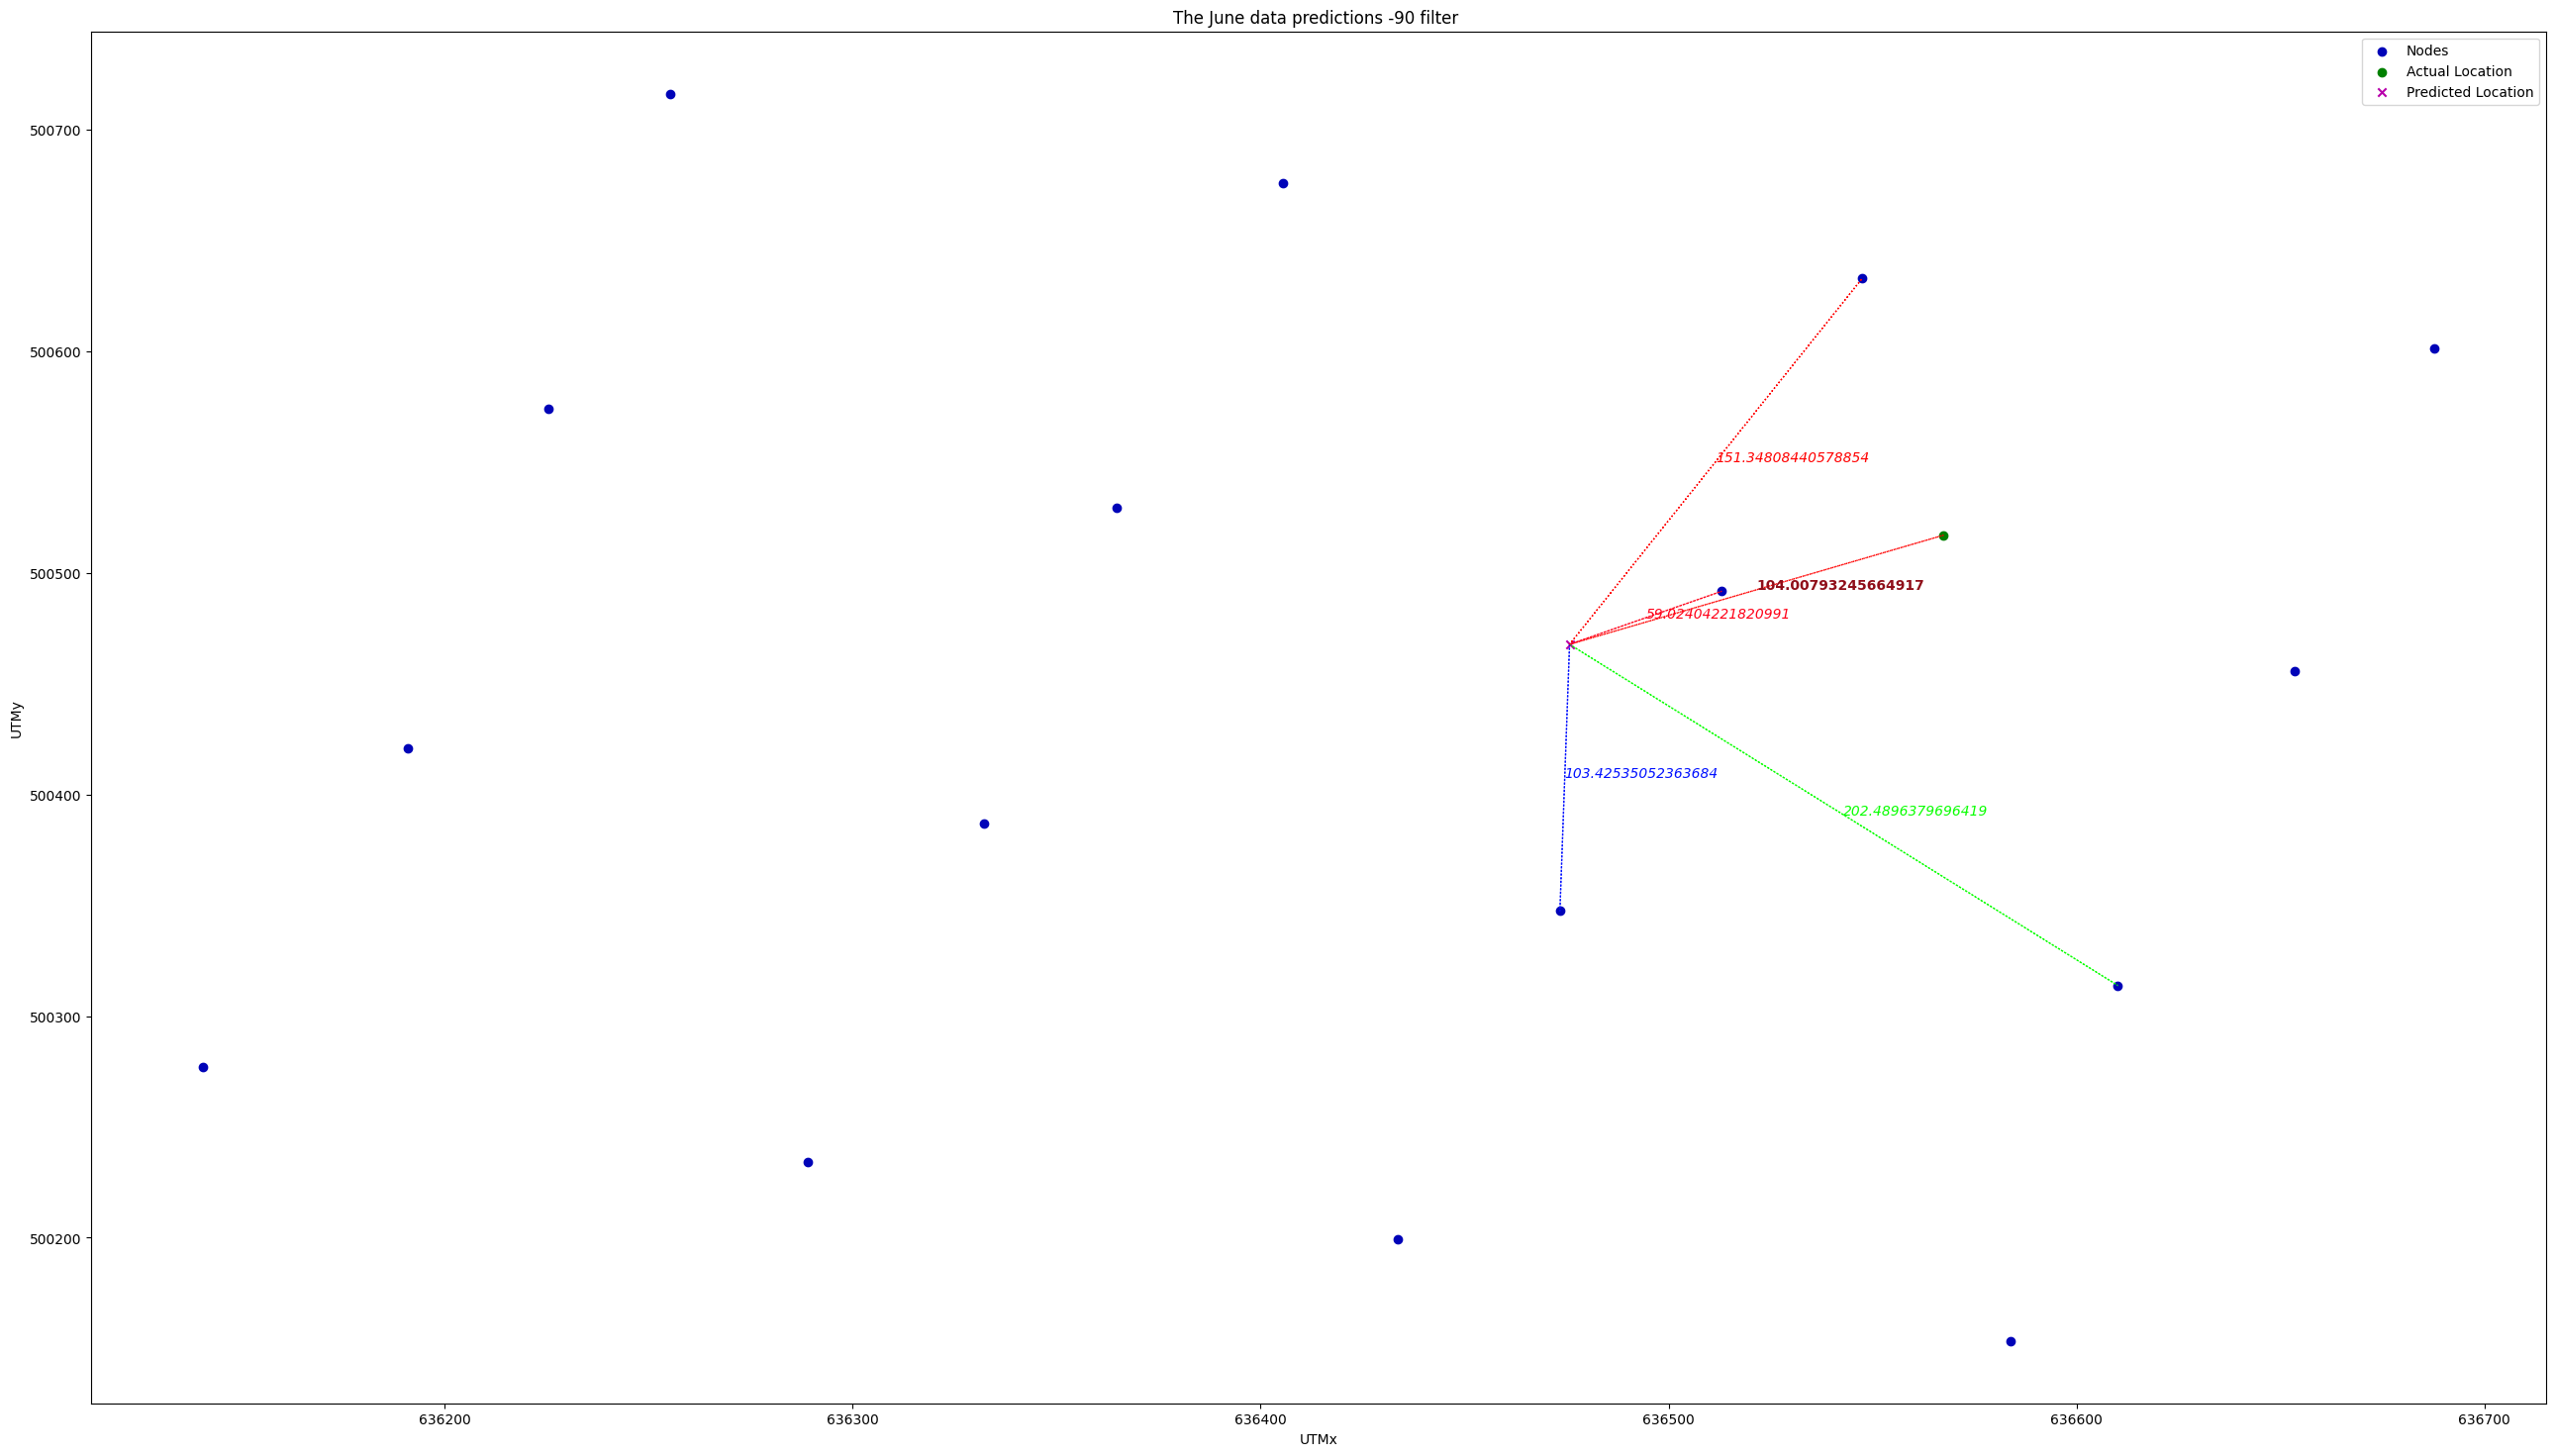 The June data predictions -90 filter
Nodes
Actual Location
Predicted Location
500700
500600
500500
500400
500300
500200
UTMy
151.34808440578854
104.00793245664917
59.02404221820991
103.42535052363684
202.4896379696419
636200
636300
636400
636500
636600
636700
UTMx